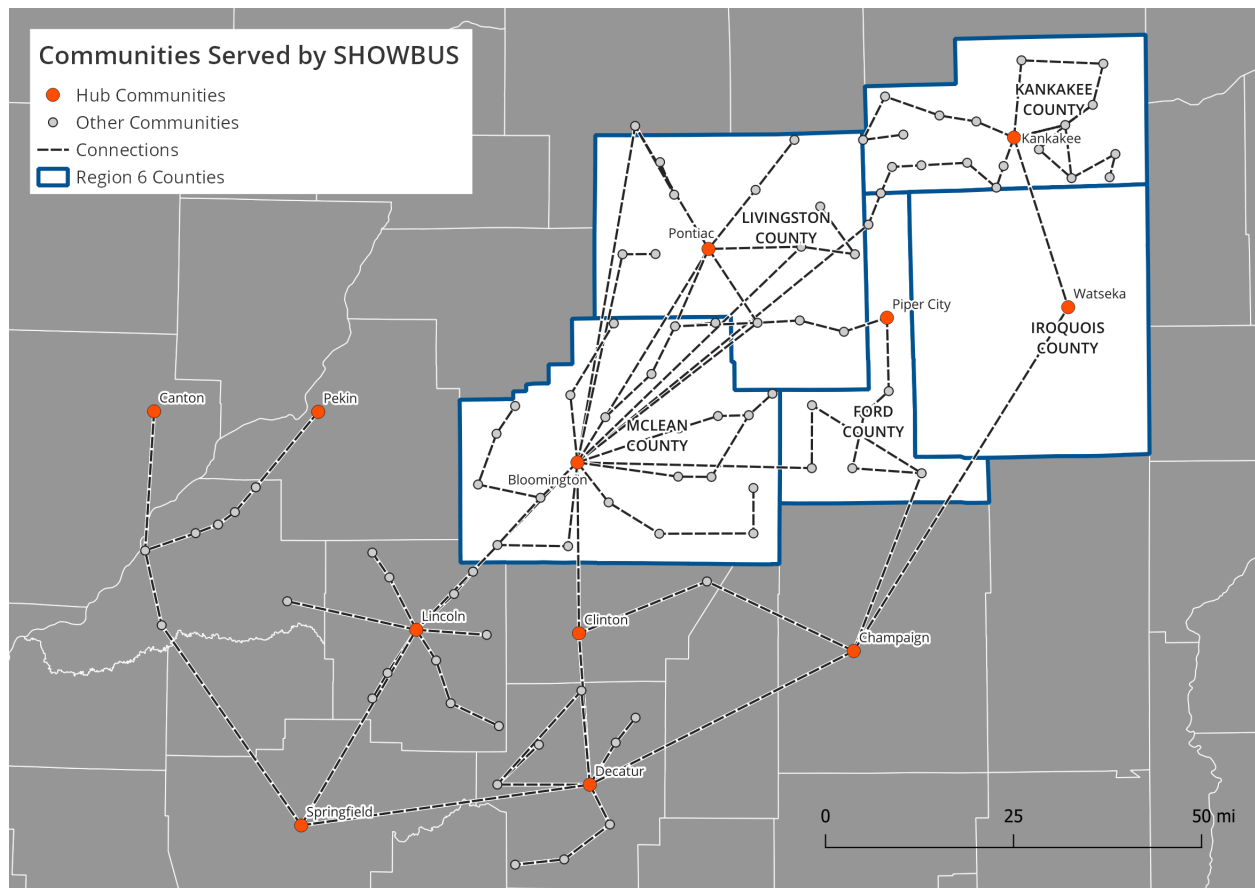 Communities Served by SHOWBUS
Hub Communities
Other Communities
Connections
Region 6 Counties
KANKAKEE
COUNTY
Kankakee
LIVINGSTON
COUNTY
Pontiac
Watseka
Piper City
IROQUOIS
COUNTY
Canton
Pekin
FORD
COUNTY
MCLEAN
COUNTY
Bloomington
Lincoln
Clinton
Champaign
Decatur
Springfield
0 25 50 mi